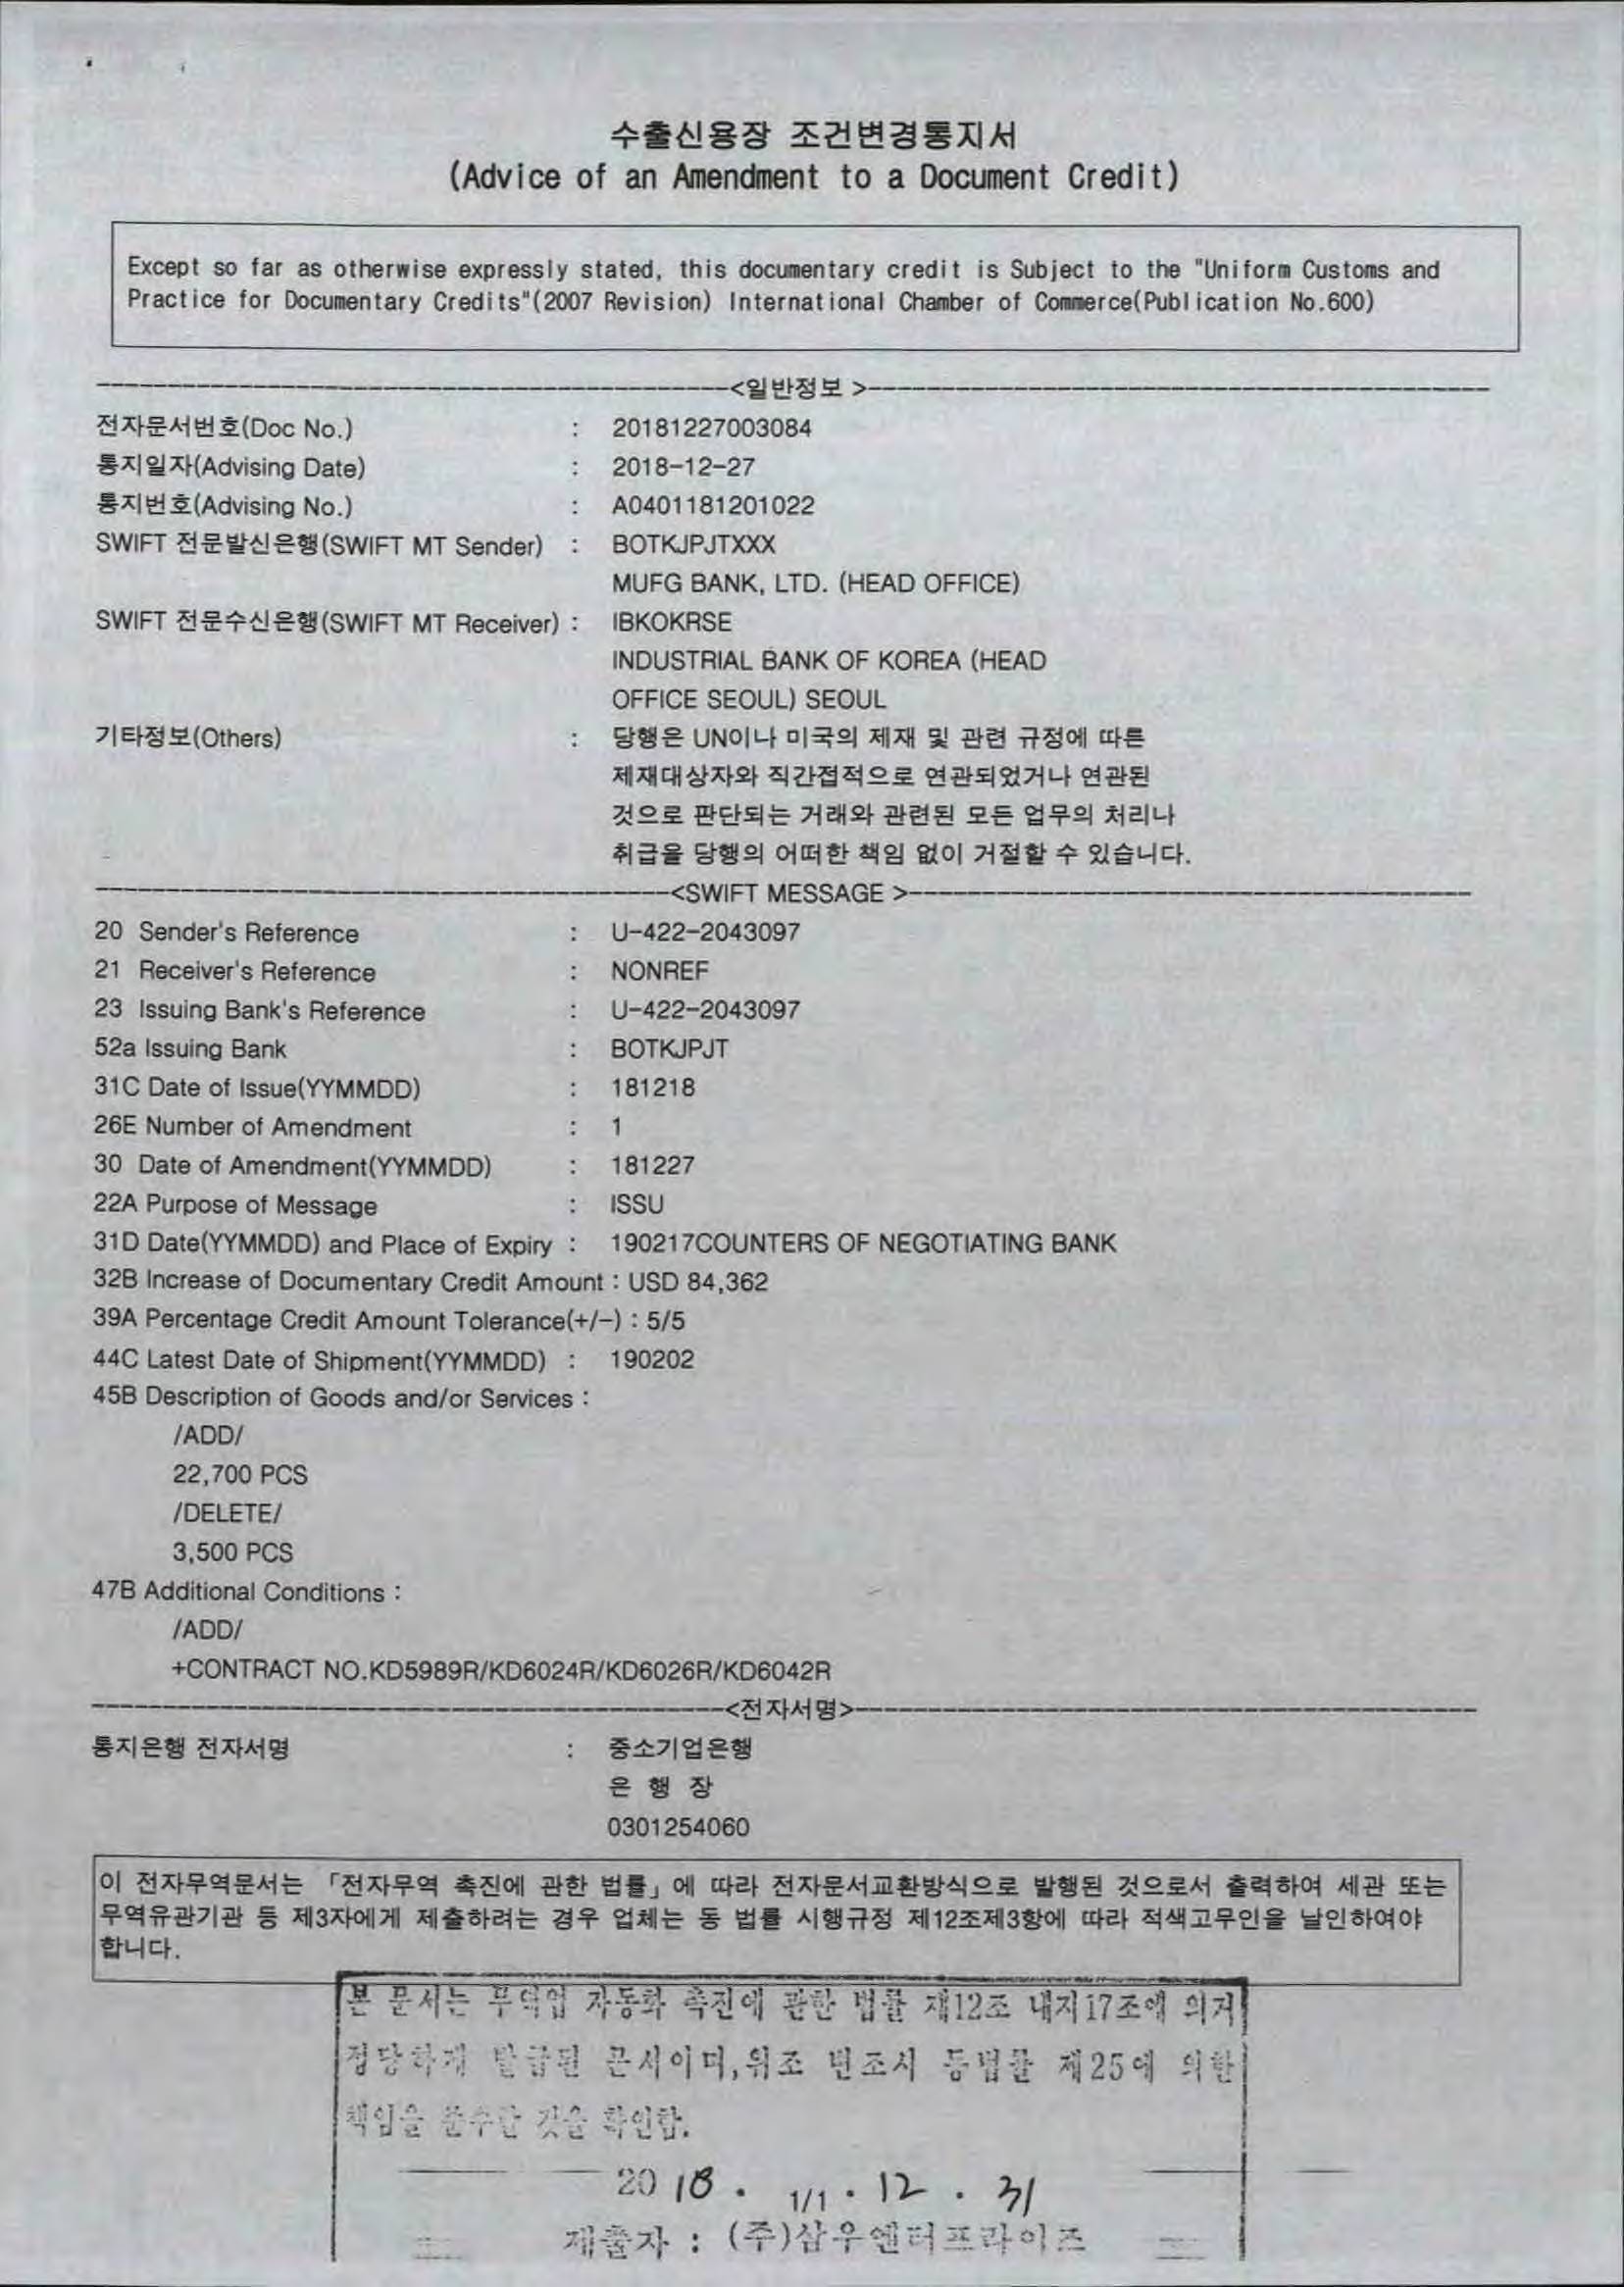 수출신용장 조건변경통지서
(Advice of an Amendment to a Document Credit)
Except so far as otherwise expressly stated, this documentary credit is Subject to the "Uniform Customs and
Practice for Documentary Credits"(2007 Revision) International Chamber of Commerce(Publication No.600)
<일반정보 >
전자문서번호(Doc No.) : 20181227003084
통지일자(Advising Date) : 2018-12-27
통지번호(Advising No.) : A0401181201022
SWIFT 전문발신은행(SWIFT MT Sender) : BOTKJPJTXXX
MUFG BANK, LTD. (HEAD OFFICE)
SWIFT 전문수신은행(SWIFT MT Receiver) : IBKOKRSE
INDUSTRIAL BANK OF KOREA (HEAD
OFFICE SEOUL) SEOUL
기타정보(Others) : 당행은 UN이나 미국의 제재 및 관련 규정에 따른
제재대상자와 직간접적으로 연관되었거나 연관된
것으로 판단되는 거래와 관련된 모든 업무의 처리나
취급을 당행의 어떠한 책임 없이 거절할 수 있습니다.
<SWIFT MESSAGE >
20 Sender's Reference : U-422-2043097
21 Receiver's Reference : NONREF
23 Issuing Bank's Reference : U-422-2043097
52a Issuing Bank : BOTKJPJT
31C Date of Issue(YYMMDD) : 181218
26E Number of Amendment : 1
30 Date of Amendment(YYMMDD) : 181227
22A Purpose of Message : ISSU
31D Date(YYMMDD) and Place of Expiry : 190217COUNTERS OF NEGOTIATING BANK
32B Increase of Documentary Credit Amount : USD 84,362
39A Percentage Credit Amount Tolerance(+/-) : 5/5
44C Latest Date of Shipment(YYMMDD) : 190202
45B Description of Goods and/or Services :
/ADD/
22,700 PCS
/DELETE/
3,500 PCS
47B Additional Conditions :
/ADD/
+CONTRACT NO.KD5989R/KD6024R/KD6026R/KD6042R
<전자서명>
통지은행 전자서명 : 중소기업은행
은 행 장
0301254060
이 전자무역문서는 「전자무역 촉진에 관한 법률」에 따라 전자문서교환방식으로 발행된 것으로서 출력하여 세관 또는
무역유관기관 등 제3자에게 제출하려는 경우 업체는 동 법률 시행규정 제12조제3항에 따라 적색고무인을 날인하여야
합니다.
본 문서는 무역업 자동화 촉진에 관한 법률 제12조 내지17조에 의거
정당하게 발급된 문서이며,위조 변조시 동법률 제25에 의한
책임을 것을 확인함.
2018 . 12 . 31
1/1
제출자 : (주)삼우엔터프라이즈